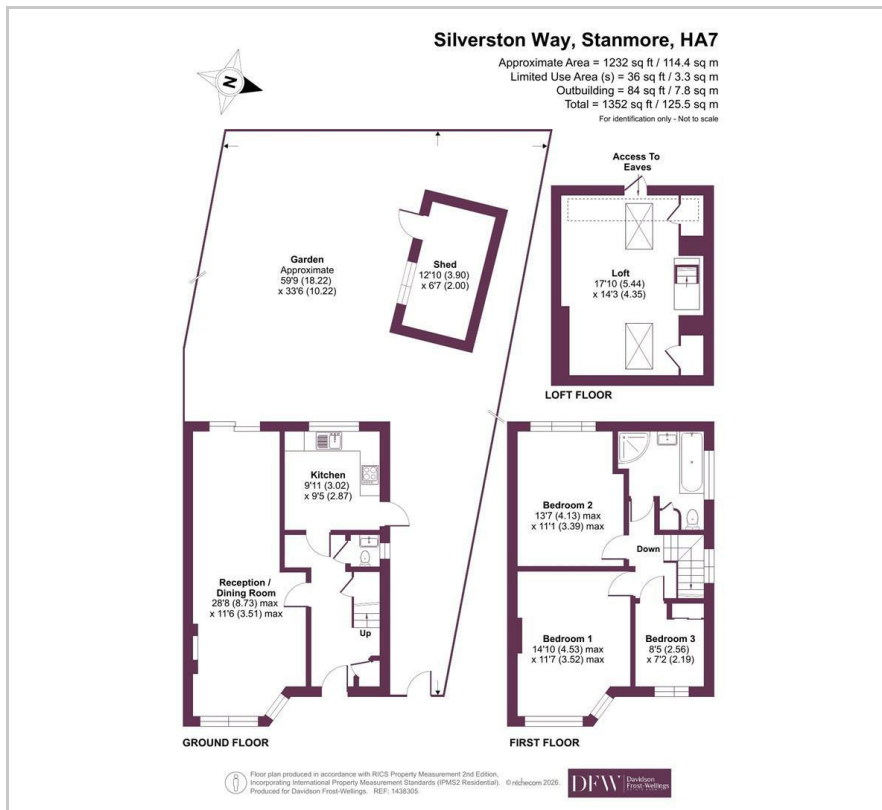 Silverston Way, Stanmore, HA7
Approximate Area = 1232 sq ft / 114.4 sq m
Limited Use Area (s) = 36 sq ft / 3.3 sq m
Outbuilding = 84 sq ft / 7.8 sq m
Total = 1352 sq ft / 125.5 sq m
For identification only - Not to scale
N
Access To
Eaves
Garden
Approximate
59'9 (18.22)
x 33'6 (10.22)
Shed
12'10 (3.90)
x 6'7 (2.00)
Loft
17'10 (5.44)
x 14'3 (4.35)
LOFT FLOOR
Kitchen
9'11 (3.02)
x 9'5 (2.87)
Reception /
Dining Room
28'8 (8.73) max
x 11'6 (3.51) max
Up
GROUND FLOOR
Bedroom 2
13'7 (4.13) max
x 11'1 (3.39) max
Down
Bedroom 1
14'10 (4.53) max
x 11'7 (3.52) max
Bedroom 3
8'5 (2.56)
x 7'2 (2.19)
FIRST FLOOR
Floor plan produced in accordance with RICS Property Measurement 2nd Edition,
Incorporating International Property Measurement Standards (IPMS2 Residential). © nichecom 2026.
Produced for Davidson Frost-Wellings. REF: 1438305
DFW Davidson
Frost-Wellings